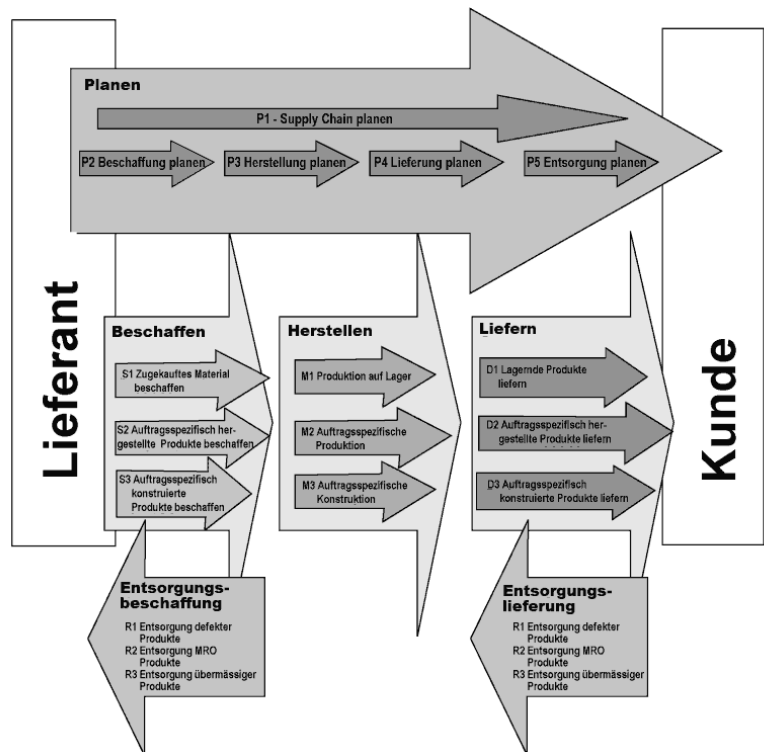 Planen
P1 - Supply Chain planen
P2 Beschaffung planen
P3 Herstellung planen
P4 Lieferung planen
P5 Entsorgung planen
Lieferant
Kunde
Beschaffen
S1 Zugekauftes Material
beschaffen
S2 Auftragsspezifisch her-
gestellte Produkte beschaffen
S3 Auftragsspezifisch
konstruierte
Produkte beschaffen
Herstellen
M1 Produktion auf Lager
M2 Auftragsspezifische
Produktion
M3 Auftragsspezifische
Konstruktion
Liefern
D1 Lagernde Produkte
liefern
D2 Auftragsspezifisch her-
gestellte Produkte liefern
D3 Auftragsspezifisch
konstruierte Produkte liefern
Entsorgungs-
beschaffung
R1 Entsorgung defekter
Produkte
R2 Entsorgung MRO
Produkte
R3 Entsorgung übermässiger
Produkte
Entsorgungs-
lieferung
R1 Entsorgung defekter
Produkte
R2 Entsorgung MRO
Produkte
R3 Entsorgung übermässiger
Produkte